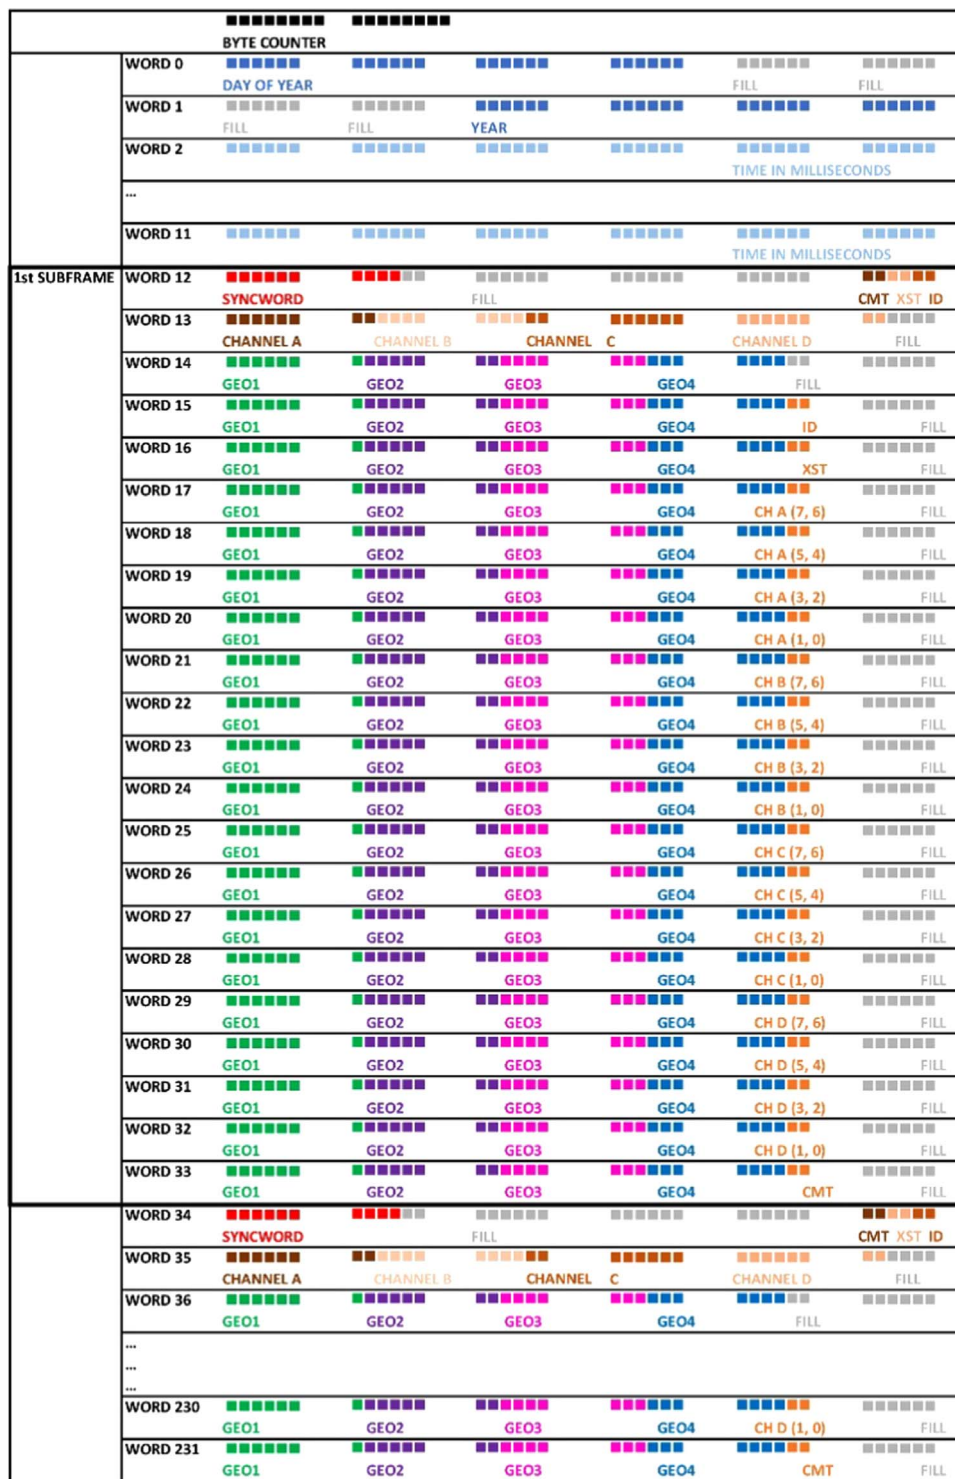 BYTE COUNTER
WORD 0
DAY OF YEAR FILL FILL
WORD 1
FILL FILL YEAR
WORD 2
TIME IN MILLISECONDS
...
WORD 11
TIME IN MILLISECONDS
1st SUBFRAME WORD 12
SYNCWORD FILL CMT XST ID
WORD 13
CHANNEL A CHANNEL B CHANNEL C CHANNEL D FILL
WORD 14
GEO1 GEO2 GEO3 GEO4 FILL
WORD 15
GEO1 GEO2 GEO3 GEO4 ID FILL
WORD 16
GEO1 GEO2 GEO3 GEO4 XST FILL
WORD 17
GEO1 GEO2 GEO3 GEO4 CH A (7, 6) FILL
WORD 18
GEO1 GEO2 GEO3 GEO4 CH A (5, 4) FILL
WORD 19
GEO1 GEO2 GEO3 GEO4 CH A (3, 2) FILL
WORD 20
GEO1 GEO2 GEO3 GEO4 CH A (1, 0) FILL
WORD 21
GEO1 GEO2 GEO3 GEO4 CH B (7, 6) FILL
WORD 22
GEO1 GEO2 GEO3 GEO4 CH B (5, 4) FILL
WORD 23
GEO1 GEO2 GEO3 GEO4 CH B (3, 2) FILL
WORD 24
GEO1 GEO2 GEO3 GEO4 CH B (1, 0) FILL
WORD 25
GEO1 GEO2 GEO3 GEO4 CH C (7, 6) FILL
WORD 26
GEO1 GEO2 GEO3 GEO4 CH C (5, 4) FILL
WORD 27
GEO1 GEO2 GEO3 GEO4 CH C (3, 2) FILL
WORD 28
GEO1 GEO2 GEO3 GEO4 CH C (1, 0) FILL
WORD 29
GEO1 GEO2 GEO3 GEO4 CH D (7, 6) FILL
WORD 30
GEO1 GEO2 GEO3 GEO4 CH D (5, 4) FILL
WORD 31
GEO1 GEO2 GEO3 GEO4 CH D (3, 2) FILL
WORD 32
GEO1 GEO2 GEO3 GEO4 CH D (1, 0) FILL
WORD 33
GEO1 GEO2 GEO3 GEO4 CMT FILL
WORD 34
SYNCWORD FILL CMT XST ID
WORD 35
CHANNEL A CHANNEL B CHANNEL C CHANNEL D FILL
WORD 36
GEO1 GEO2 GEO3 GEO4 FILL
...
...
...
WORD 230
GEO1 GEO2 GEO3 GEO4 CH D (1, 0) FILL
WORD 231
GEO1 GEO2 GEO3 GEO4 CMT FILL